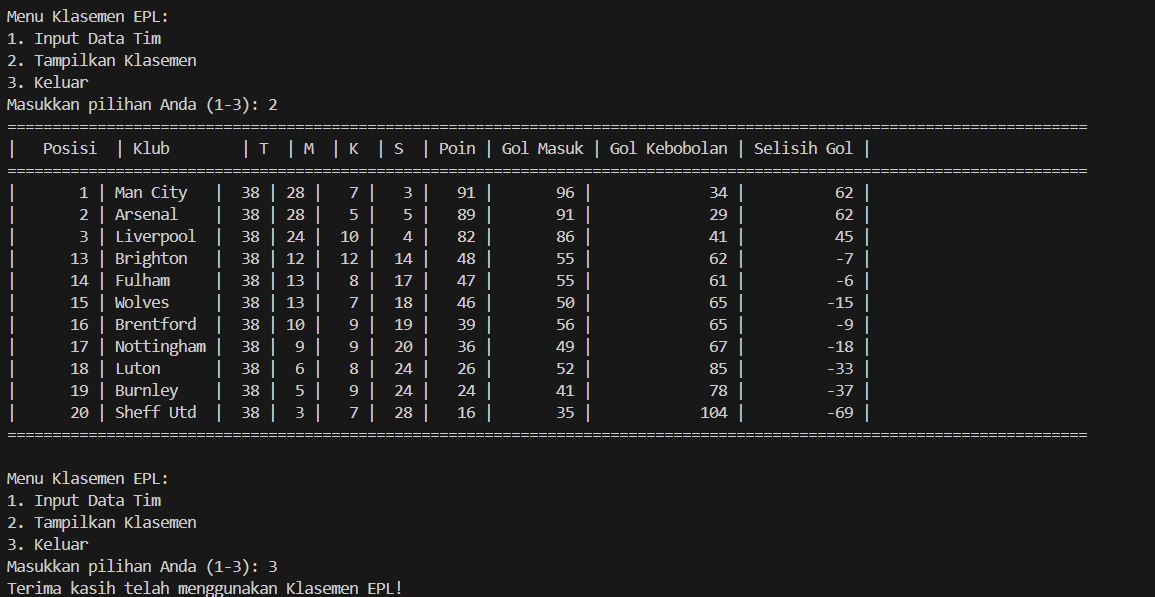 Menu Klasemen EPL:
1. Input Data Tim
2. Tampilkan Klasemen
3. Keluar
Masukkan pilihan Anda (1-3): 2
========================================================================================================================
|   Posisi  | Klub        | T  | M  | K  | S  | Poin | Gol Masuk | Gol Kebobolan | Selisih Gol |
========================================================================================================================
|       1 | Man City   |  38 | 28 |   7 |   3 |   91 |       96 |             34 |          62 |
|       2 | Arsenal    |  38 | 28 |   5 |   5 |   89 |       91 |             29 |          62 |
|       3 | Liverpool  |  38 | 24 |  10 |   4 |   82 |       86 |             41 |          45 |
|      13 | Brighton   |  38 | 12 |  12 |  14 |   48 |       55 |             62 |          -7 |
|      14 | Fulham     |  38 | 13 |   8 |  17 |   47 |       55 |             61 |          -6 |
|      15 | Wolves     |  38 | 13 |   7 |  18 |   46 |       50 |             65 |         -15 |
|      16 | Brentford  |  38 | 10 |   9 |  19 |   39 |       56 |             65 |          -9 |
|      17 | Nottingham |  38 |  9 |   9 |  20 |   36 |       49 |             67 |         -18 |
|      18 | Luton      |  38 |  6 |   8 |  24 |   26 |       52 |             85 |         -33 |
|      19 | Burnley    |  38 |  5 |   9 |  24 |   24 |       41 |             78 |         -37 |
|      20 | Sheff Utd  |  38 |  3 |   7 |  28 |   16 |       35 |            104 |         -69 |
========================================================================================================================
Menu Klasemen EPL:
1. Input Data Tim
2. Tampilkan Klasemen
3. Keluar
Masukkan pilihan Anda (1-3): 3
Terima kasih telah menggunakan Klasemen EPL!